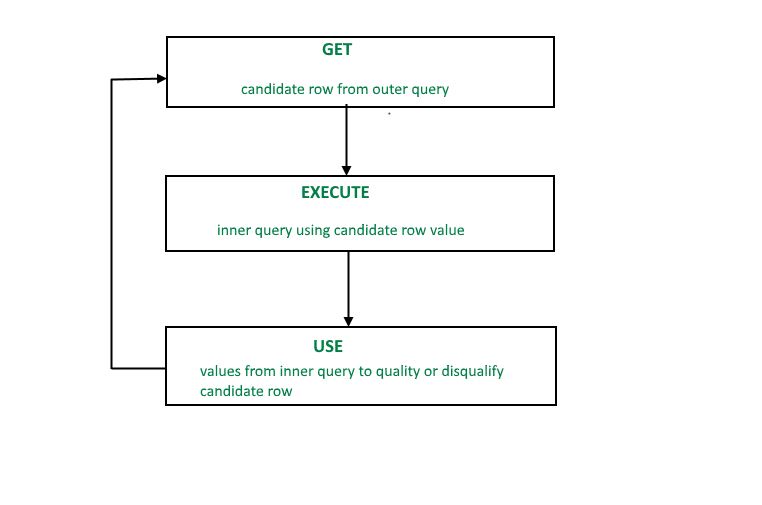 GET
candidate row from outer query
EXECUTE
inner query using candidate row value
USE
values from inner query to quality or disqualify
candidate row